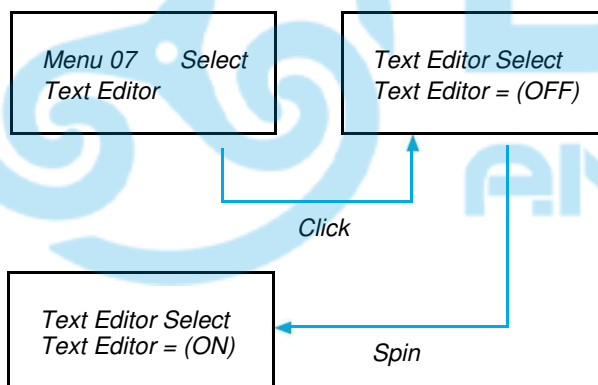 Menu 07 Select
Text Editor
Text Editor Select
Text Editor = (OFF)
Click
Text Editor Select
Text Editor = (ON)
Spin